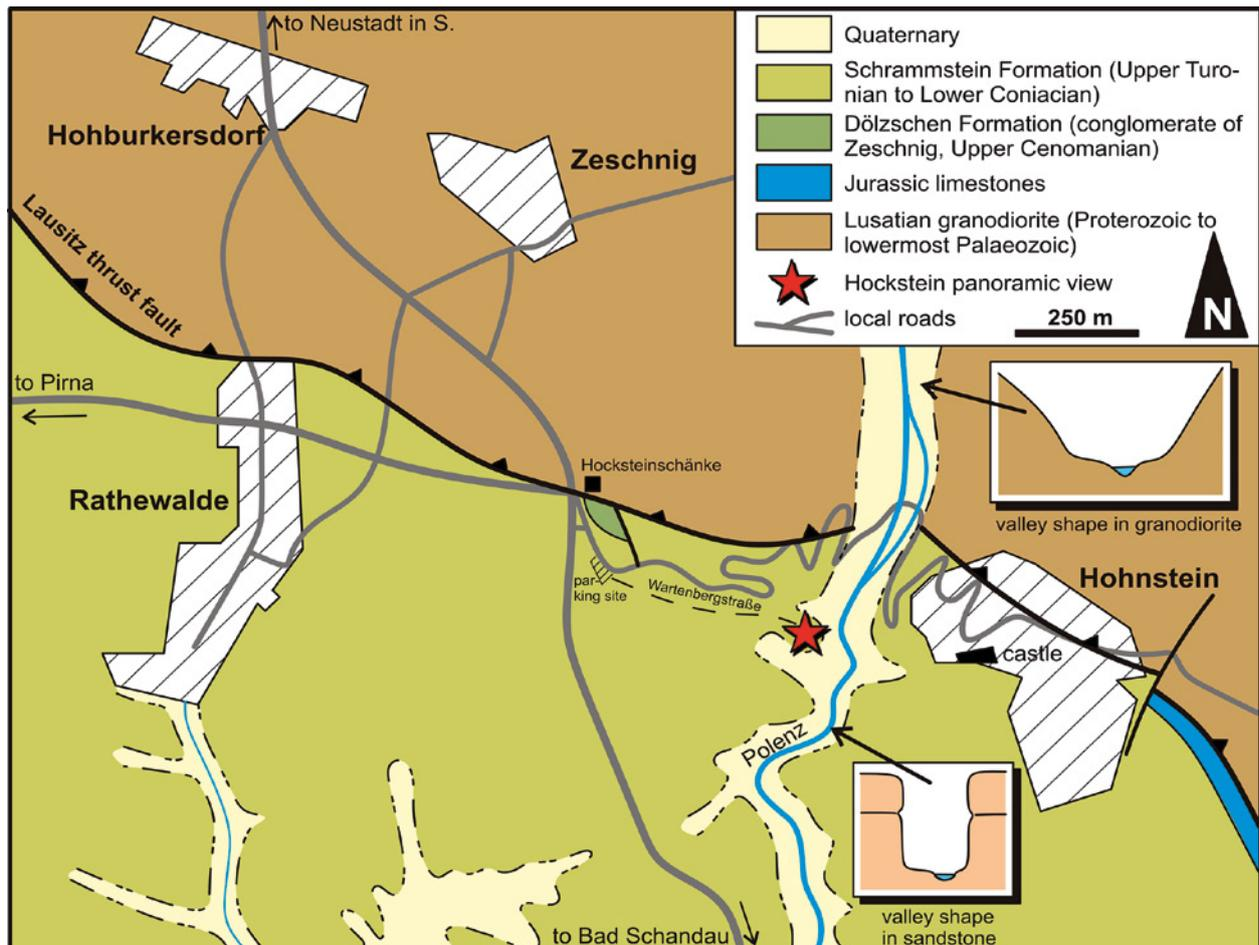 to Neustadt in S.
Hohburkersdorf
Zeschnig
Lausitz thrust fault
to Pirna
Rathewalde
Hocksteinschänke
par-
king site
Wartenbergstraße
Polenz
to Bad Schandau
Hohnstein
castle
Quaternary
Schrammstein Formation (Upper Turo-
nian to Lower Coniacian)
Dölzschen Formation (conglomerate of
Zeschnig, Upper Cenomanian)
Jurassic limestones
Lusatian granodiorite (Proterozoic to
lowermost Palaeozoic)
Hockstein panoramic view
local roads
250 m
N
valley shape in granodiorite
valley shape
in sandstone